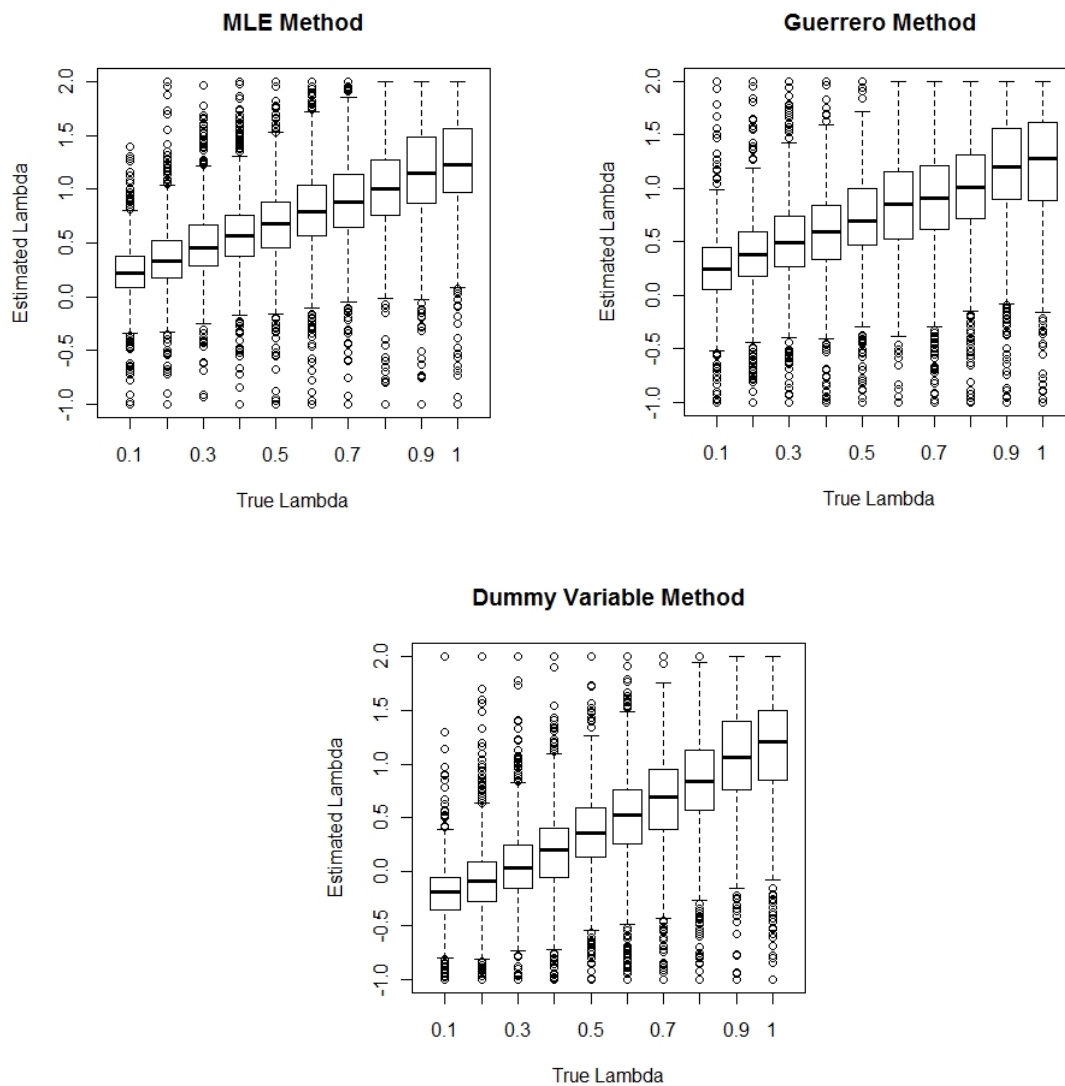 MLE Method
Estimated Lambda
2.0
1.5
1.0
0.5
0.0
-0.5
-1.0
0.1 0.3 0.5 0.7 0.9 1
True Lambda
Guerrero Method
Estimated Lambda
2.0
1.5
1.0
0.5
0.0
-0.5
-1.0
0.1 0.3 0.5 0.7 0.9 1
True Lambda
Dummy Variable Method
Estimated Lambda
2.0
1.5
1.0
0.5
0.0
-0.5
-1.0
0.1 0.3 0.5 0.7 0.9 1
True Lambda